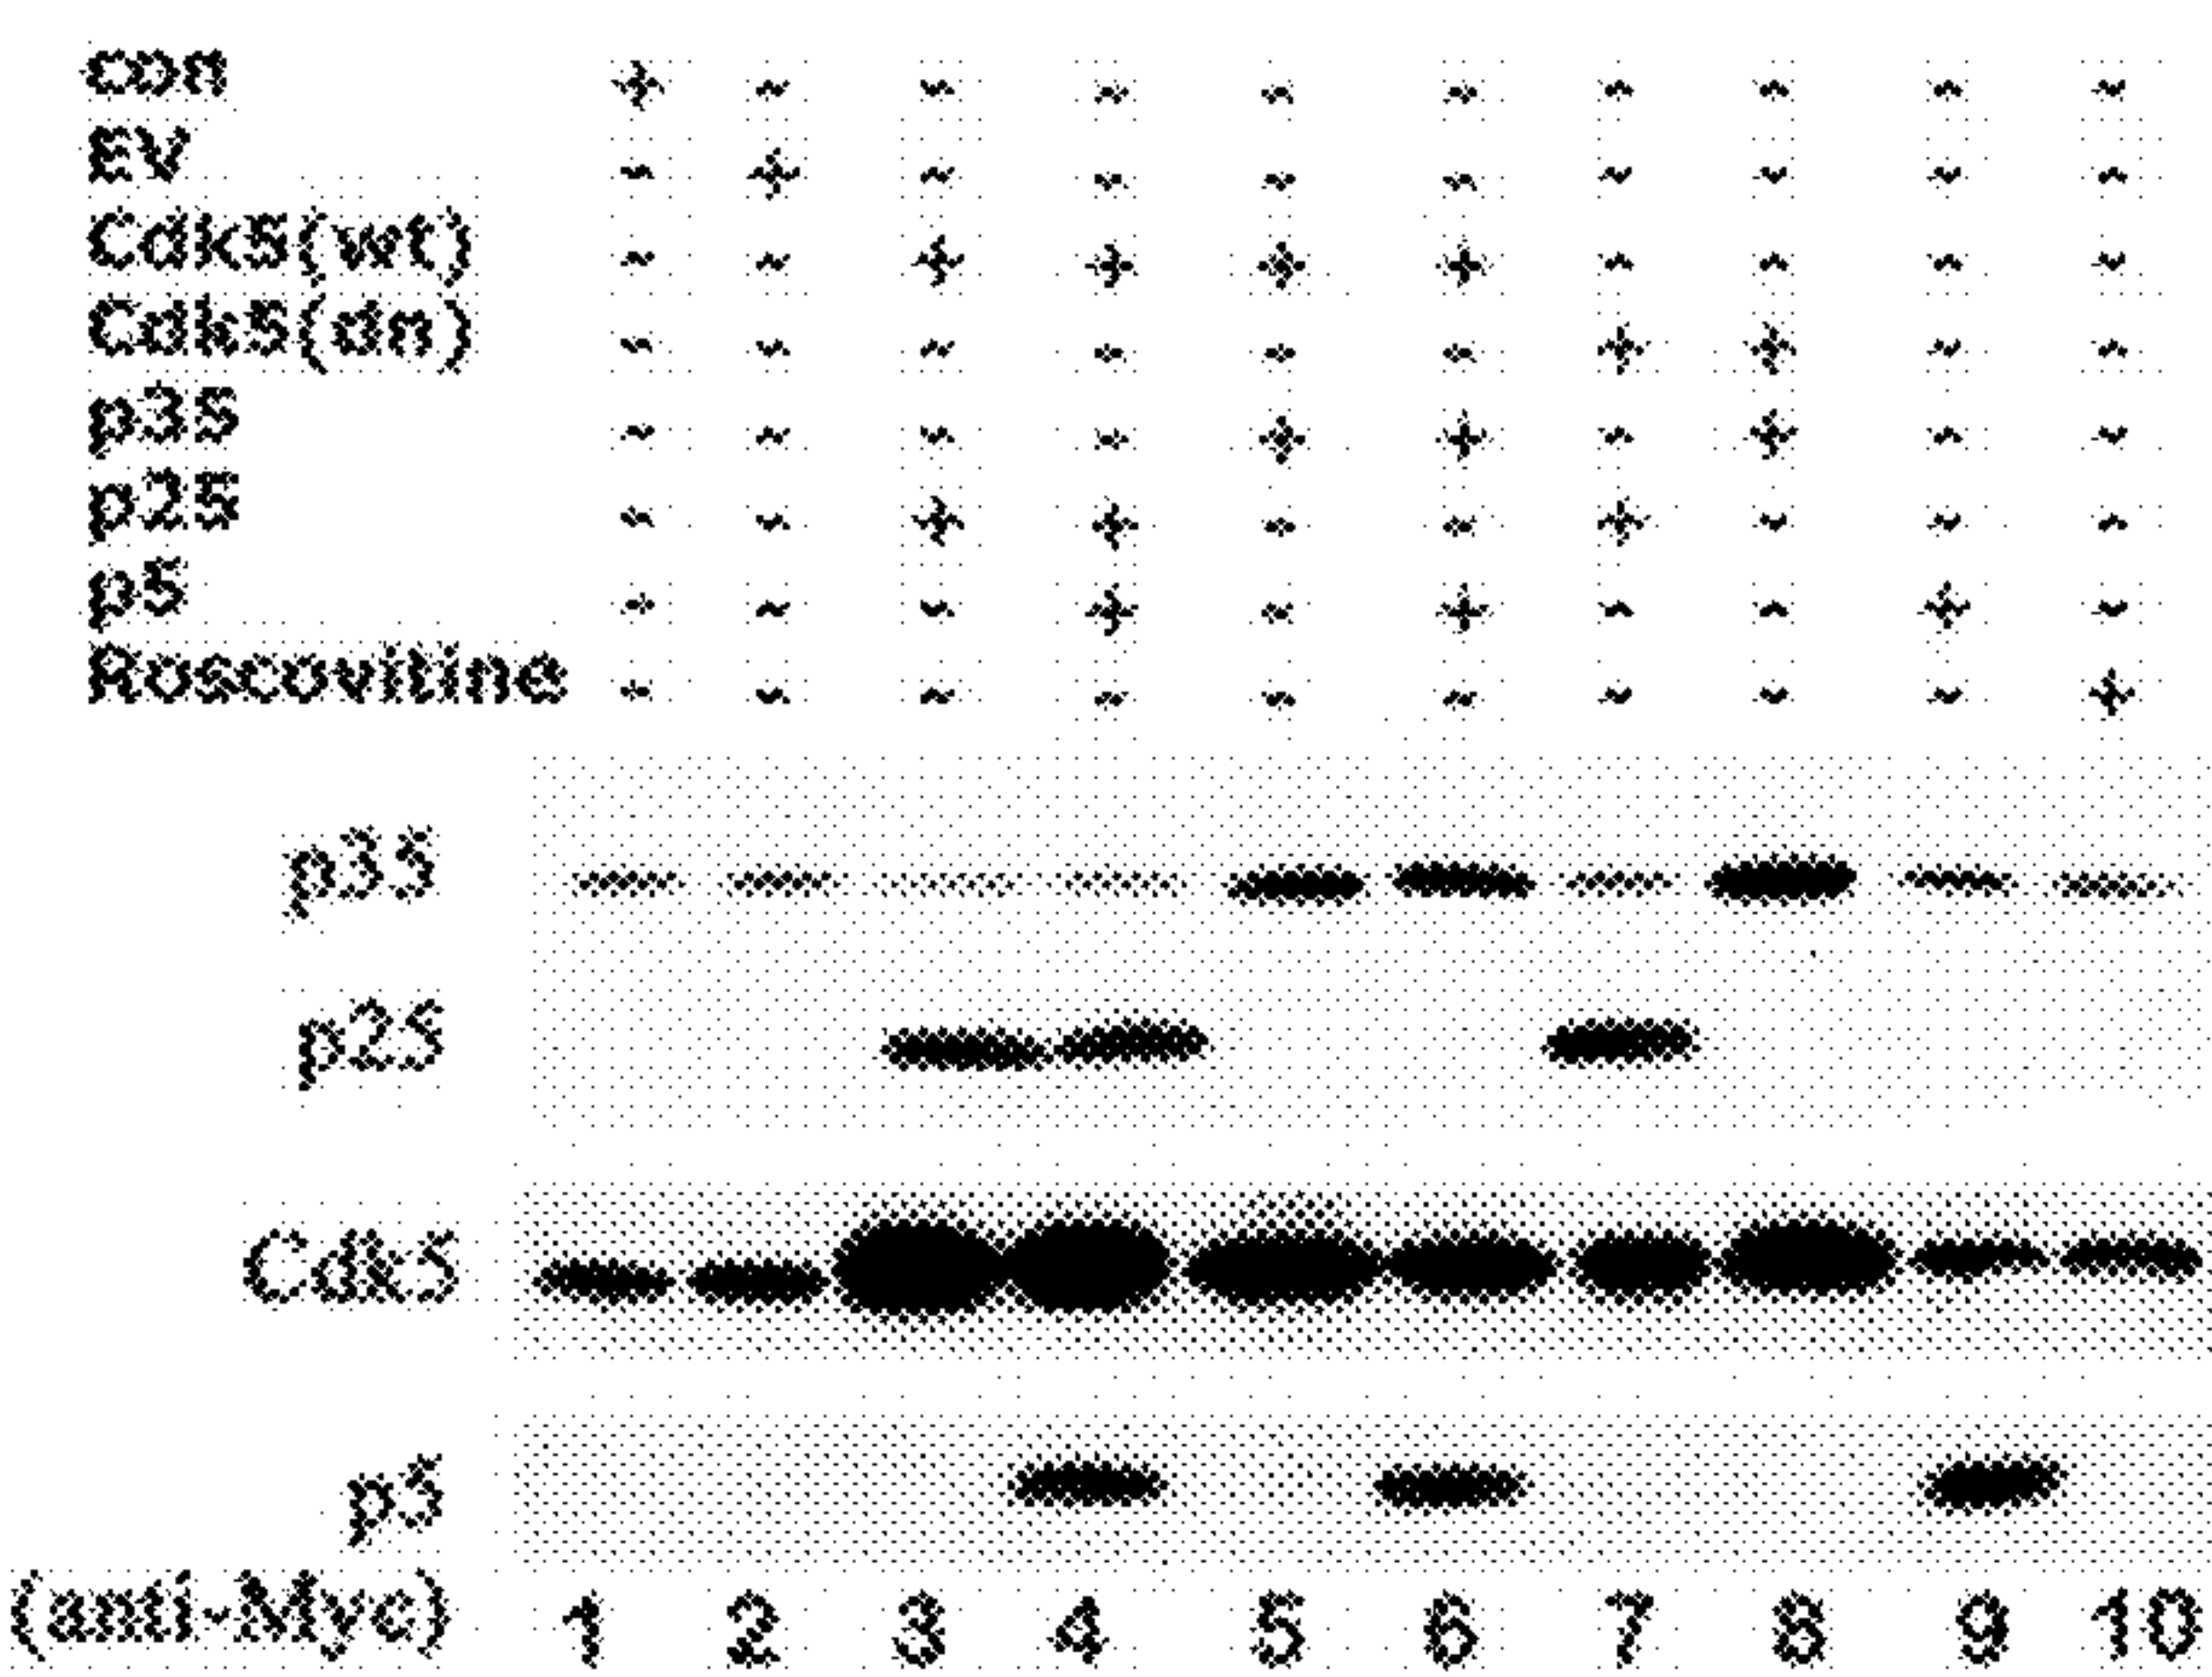 con + - - - - - - - - -
EV - + - - - - - - - -
Cdk5(wt) - - + + + + - - - -
Cdk5(dn) - - - - - - + + - -
p35 - - - - + + - + - -
p25 - - + + - - + - - -
p5 - - - + - + - - + -
Roscovitine - - - - - - - - - +
p35
p25
Cdk5
p5
(anti-Myc) 1 2 3 4 5 6 7 8 9 10